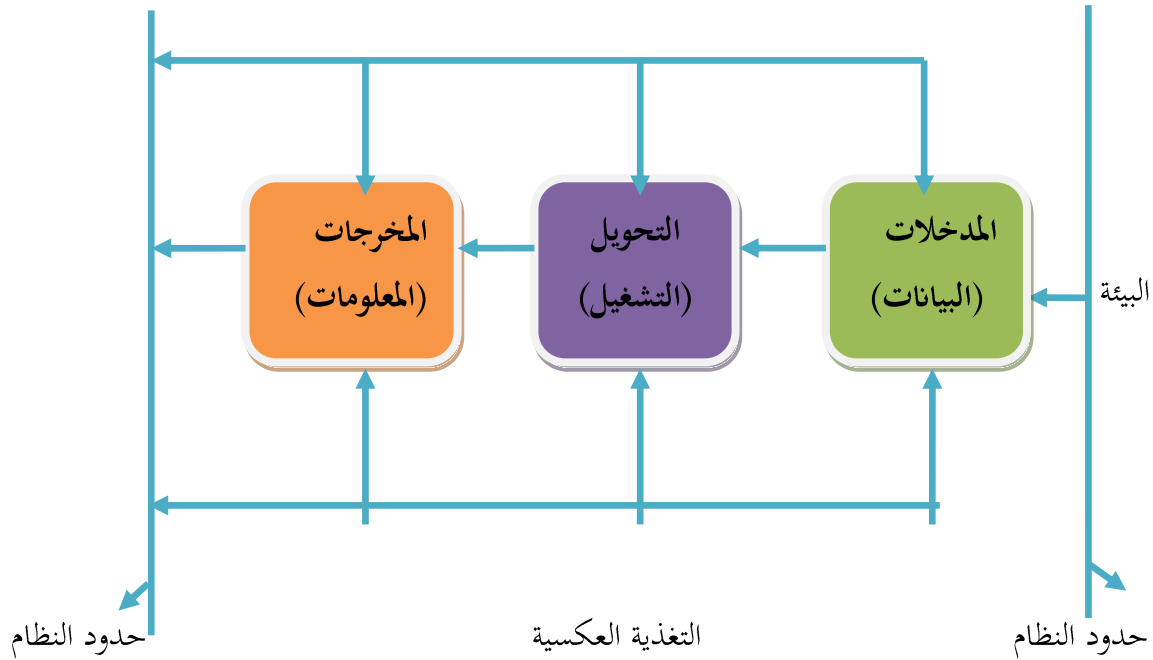 المدخلات
(البيانات)
التحويل
(التشغيل)
المخرجات
(المعلومات)
البيئة
حدود النظام
التغذية العكسية
حدود النظام